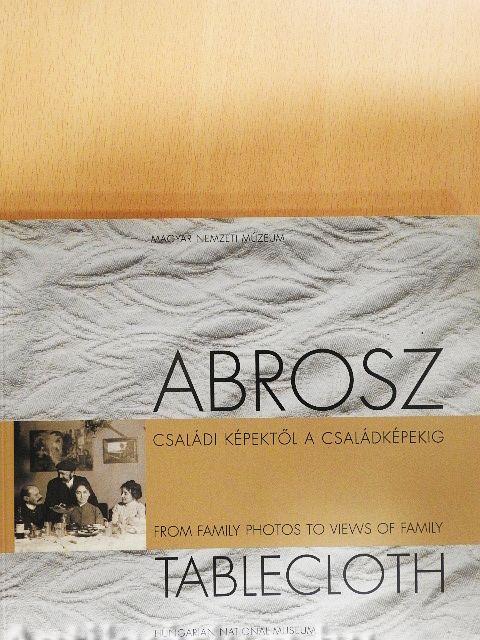 MAGYAR NEMZETI MÚZEUM
ABROSZ
CSALÁDI KÉPEKTŐL A CSALÁDKÉPEKIG
FROM FAMILY PHOTOS TO VIEWS OF FAMILY
TABLECLOTH
HUNGARIAN NATIONAL MUSEUM